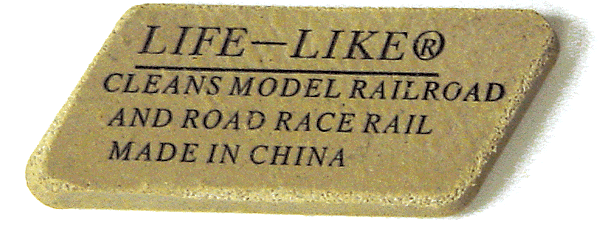 LIFE—LIKE®
CLEANS MODEL RAILROAD
AND ROAD RACE RAIL
MADE IN CHINA